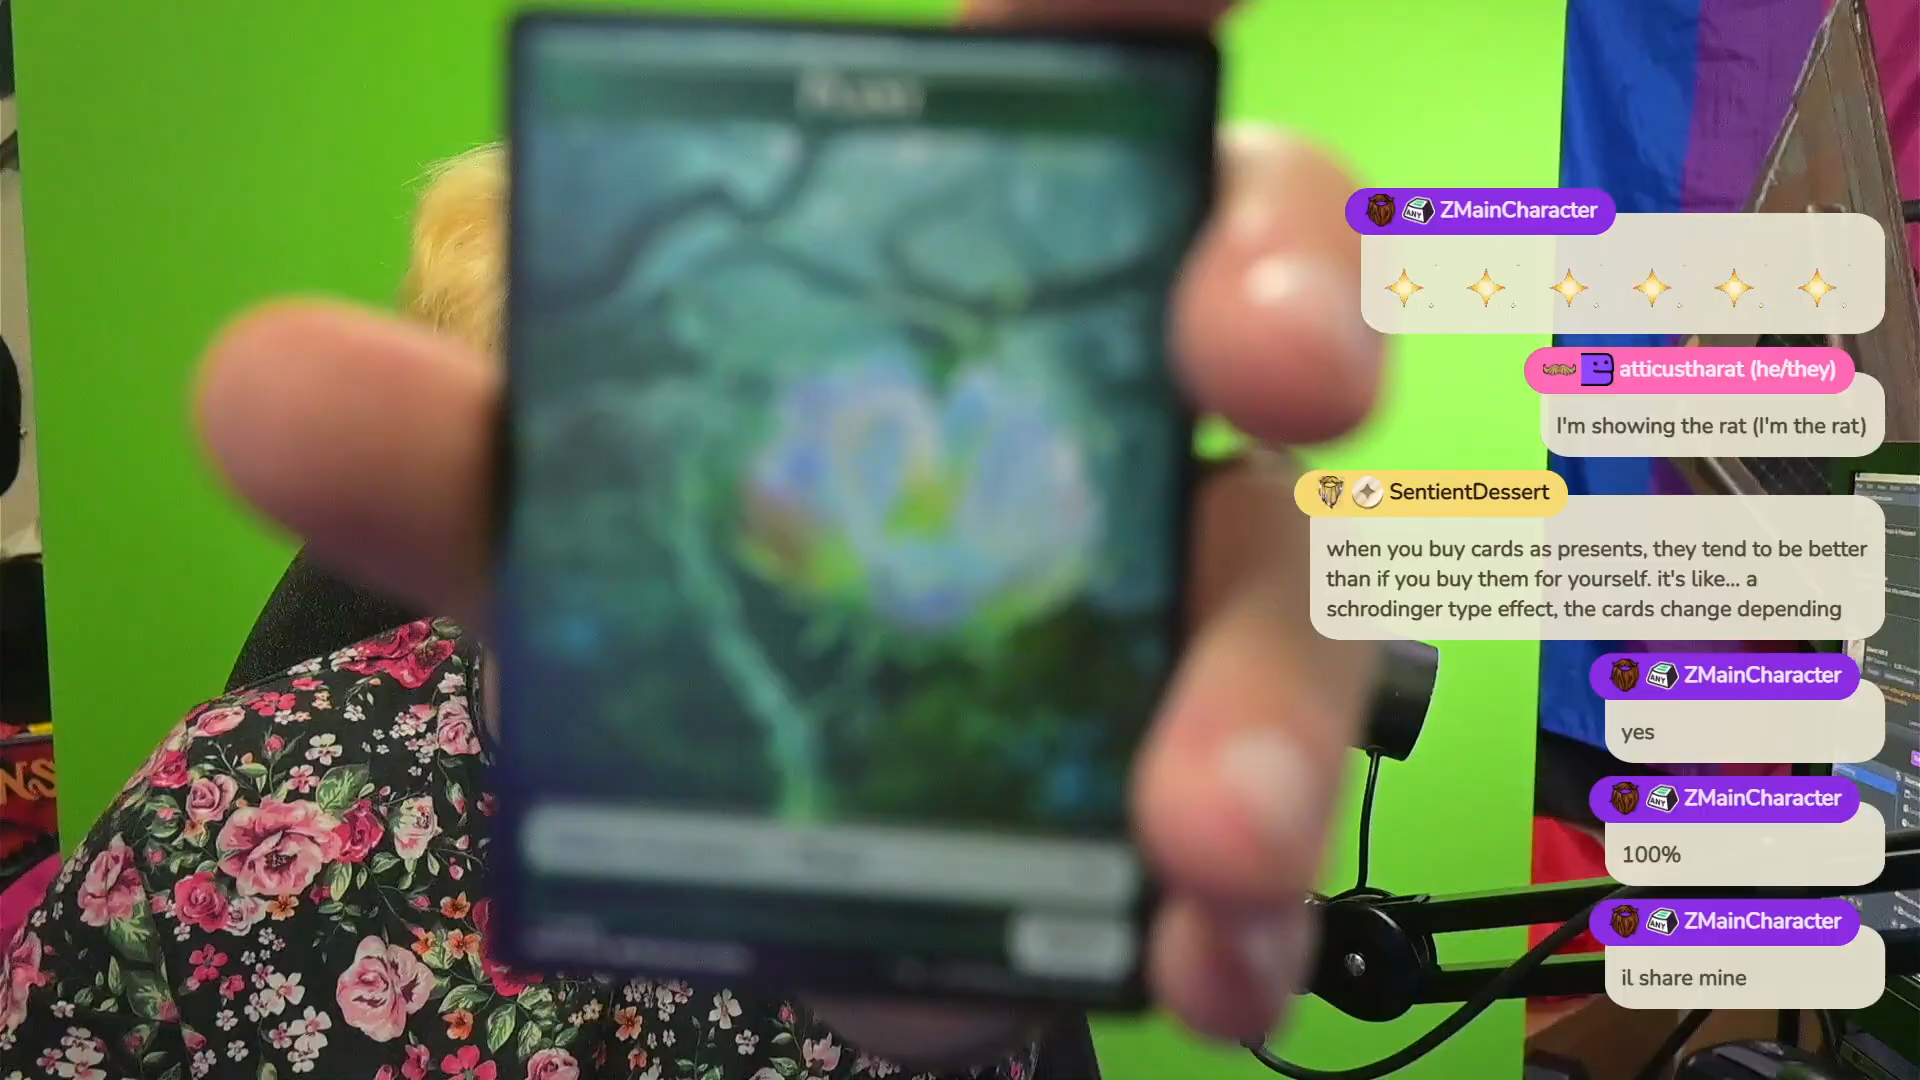 ZMainCharacter
atticustharat (he/they)
I'm showing the rat (I'm the rat)
SentientDessert
when you buy cards as presents, they tend to be better
than if you buy them for yourself. it's like... a
schrodinger type effect, the cards change depending
ZMainCharacter
yes
ZMainCharacter
100%
ZMainCharacter
il share mine